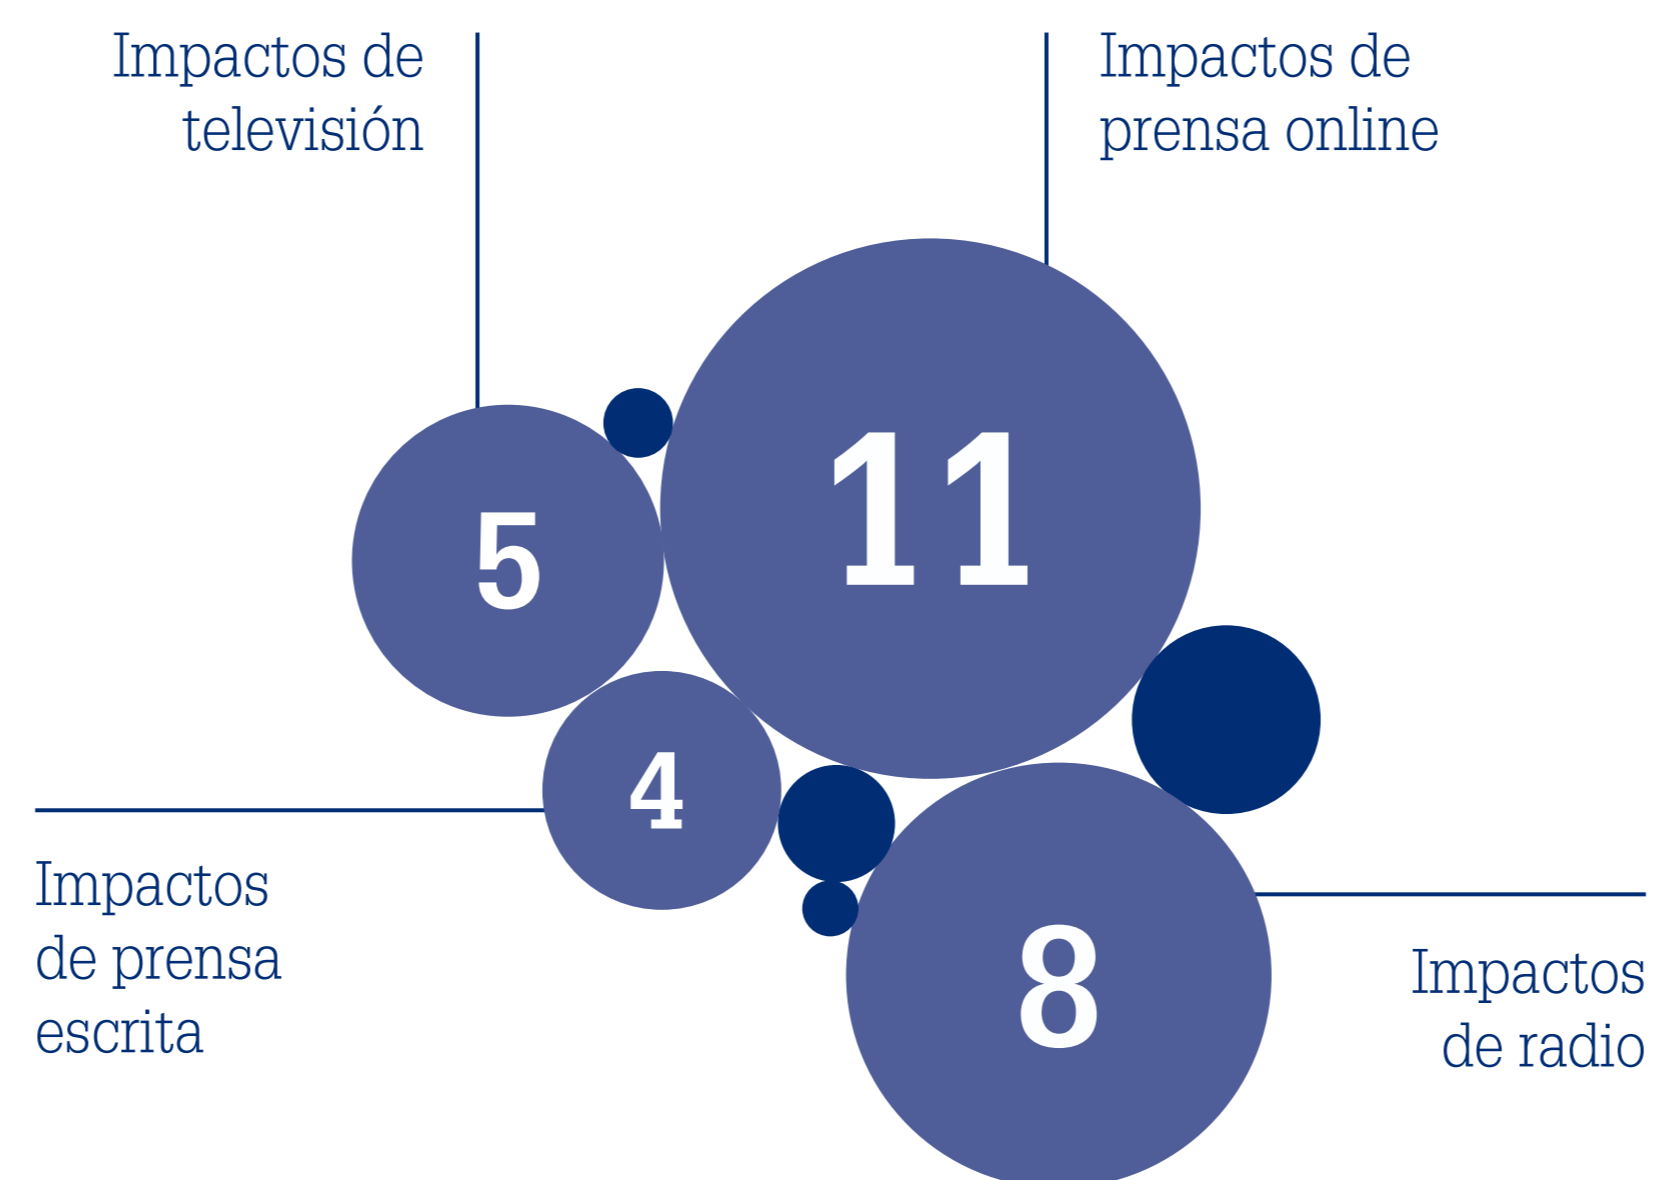 Impactos de
televisión
5
Impactos de
prensa online
11
4
Impactos
de prensa
escrita
8
Impactos
de radio